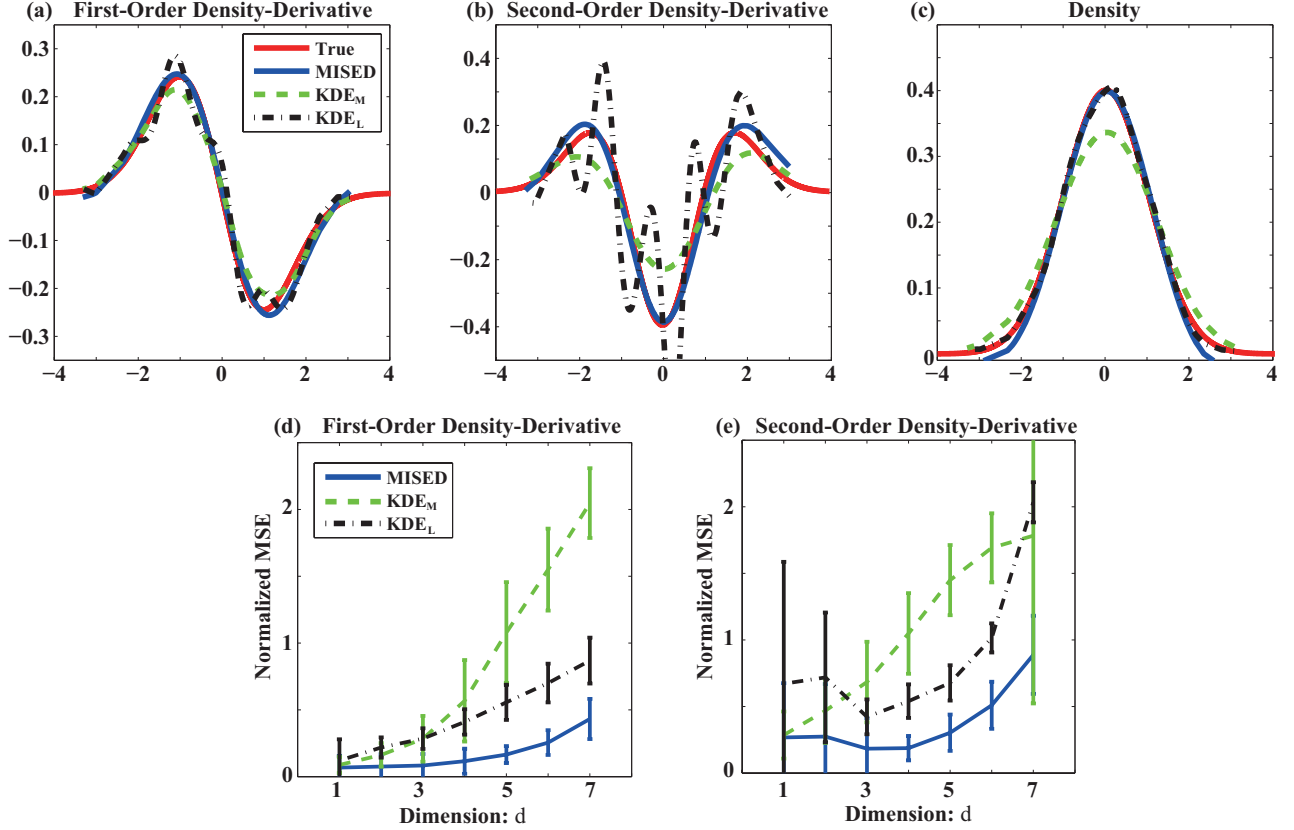 (a) First-Order Density-Derivative
0.3
0.2
0.1
0
−0.1
−0.2
−0.3
−4
−2
0
2
4
True
MISED
KDE_M
KDE_L
(b) Second-Order Density-Derivative
0.4
0.2
0
−0.2
−0.4
−4
−2
0
2
4
(c) Density
0.4
0.3
0.2
0.1
0
−4
−2
0
2
4
(d) First-Order Density-Derivative
Normalized MSE
2
1
0
1
3
5
7
Dimension: d
MISED
KDE_M
KDE_L
(e) Second-Order Density-Derivative
Normalized MSE
2
1
0
1
3
5
7
Dimension: d